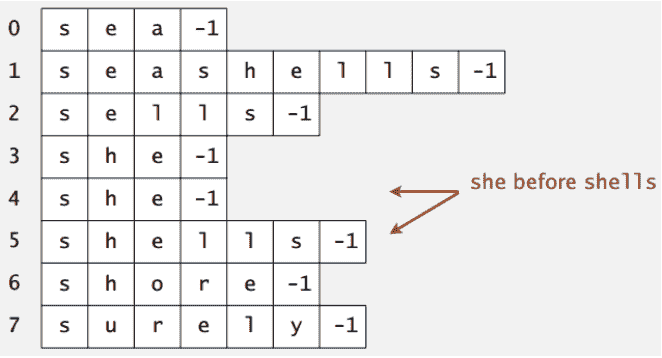 0 s e a -1
1 s e a s h e l l s -1
2 s e l l s -1
3 s h e -1
4 s h e -1
she before shells
5 s h e l l s -1
6 s h o r e -1
7 s u r e l y -1